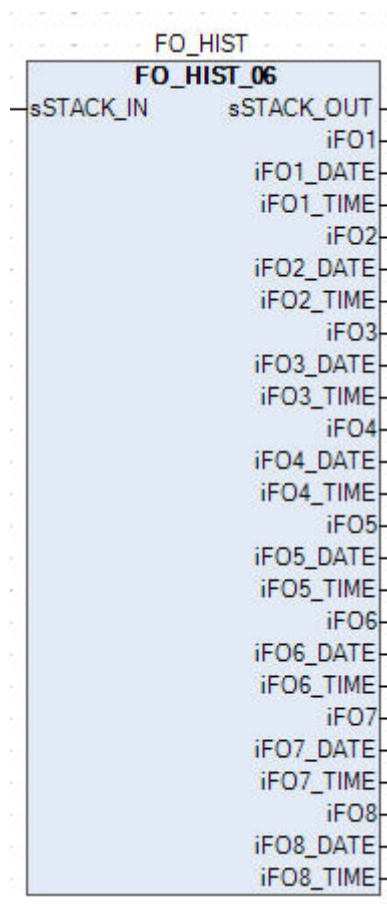 FO_HIST
FO_HIST_06
sSTACK_IN sSTACK_OUT
iFO1
iFO1_DATE
iFO1_TIME
iFO2
iFO2_DATE
iFO2_TIME
iFO3
iFO3_DATE
iFO3_TIME
iFO4
iFO4_DATE
iFO4_TIME
iFO5
iFO5_DATE
iFO5_TIME
iFO6
iFO6_DATE
iFO6_TIME
iFO7
iFO7_DATE
iFO7_TIME
iFO8
iFO8_DATE
iFO8_TIME